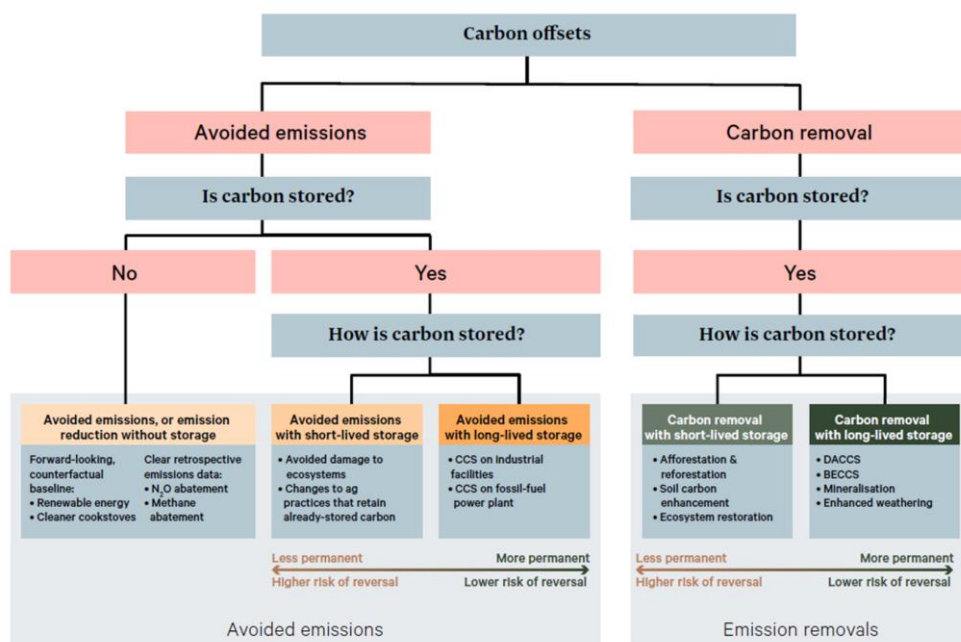 Carbon offsets
Avoided emissions
Carbon removal
Is carbon stored?
Is carbon stored?
No
Yes
Yes
How is carbon stored?
How is carbon stored?
Avoided emissions, or emission
reduction without storage
Forward-looking,
counterfactual
baseline:
• Renewable energy
• Cleaner cookstoves
Clear retrospective
emissions data:
• N₂O abatement
• Methane
abatement
Avoided emissions
with short-lived storage
• Avoided damage to
ecosystems
• Changes to ag
practices that retain
already-stored carbon
Avoided emissions
with long-lived storage
• CCS on industrial
facilities
• CCS on fossil-fuel
power plant
Carbon removal
with short-lived storage
• Afforestation &
reforestation
• Soil carbon
enhancement
• Ecosystem restoration
Carbon removal
with long-lived storage
• DACCS
• BECCS
• Mineralisation
• Enhanced weathering
Less permanent
More permanent
Higher risk of reversal
Lower risk of reversal
Less permanent
More permanent
Higher risk of reversal
Lower risk of reversal
Avoided emissions
Emission removals